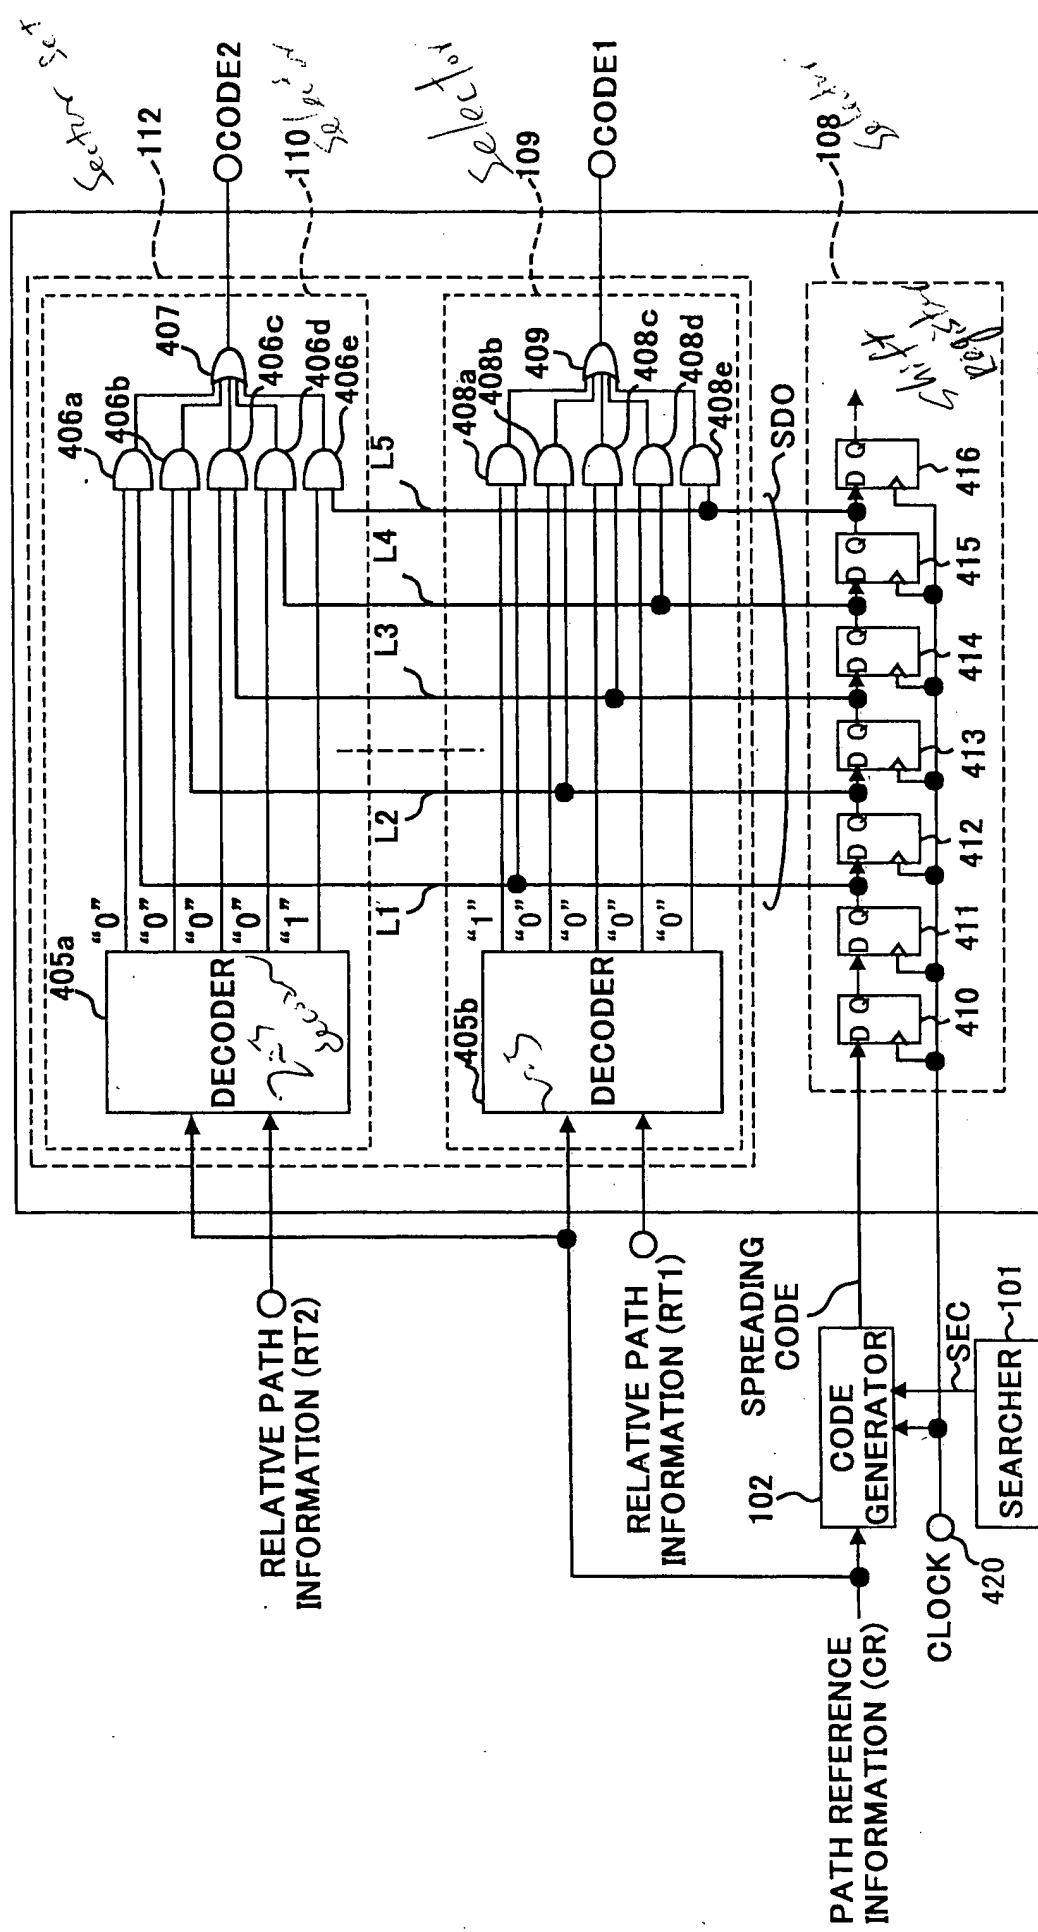 112
CODE2
110
Selector
109
CODE1
108
407
406a
406b
406c
406d
406e
409
408a
408b
408c
408d
408e
L1
L2
L3
L4
L5
SDO
405a
DECODER
"0"
"0"
"0"
"0"
"1"
405b
DECODER
"1"
"0"
"0"
"0"
"0"
Shift
Register
D Q
D Q
D Q
D Q
D Q
D Q
D Q
410
411
412
413
414
415
416
RELATIVE PATH
INFORMATION (RT2)
RELATIVE PATH
INFORMATION (RT1)
SPREADING
CODE
102
CODE
GENERATOR
SEC
SEARCHER
101
CLOCK
420
PATH REFERENCE
INFORMATION (CR)